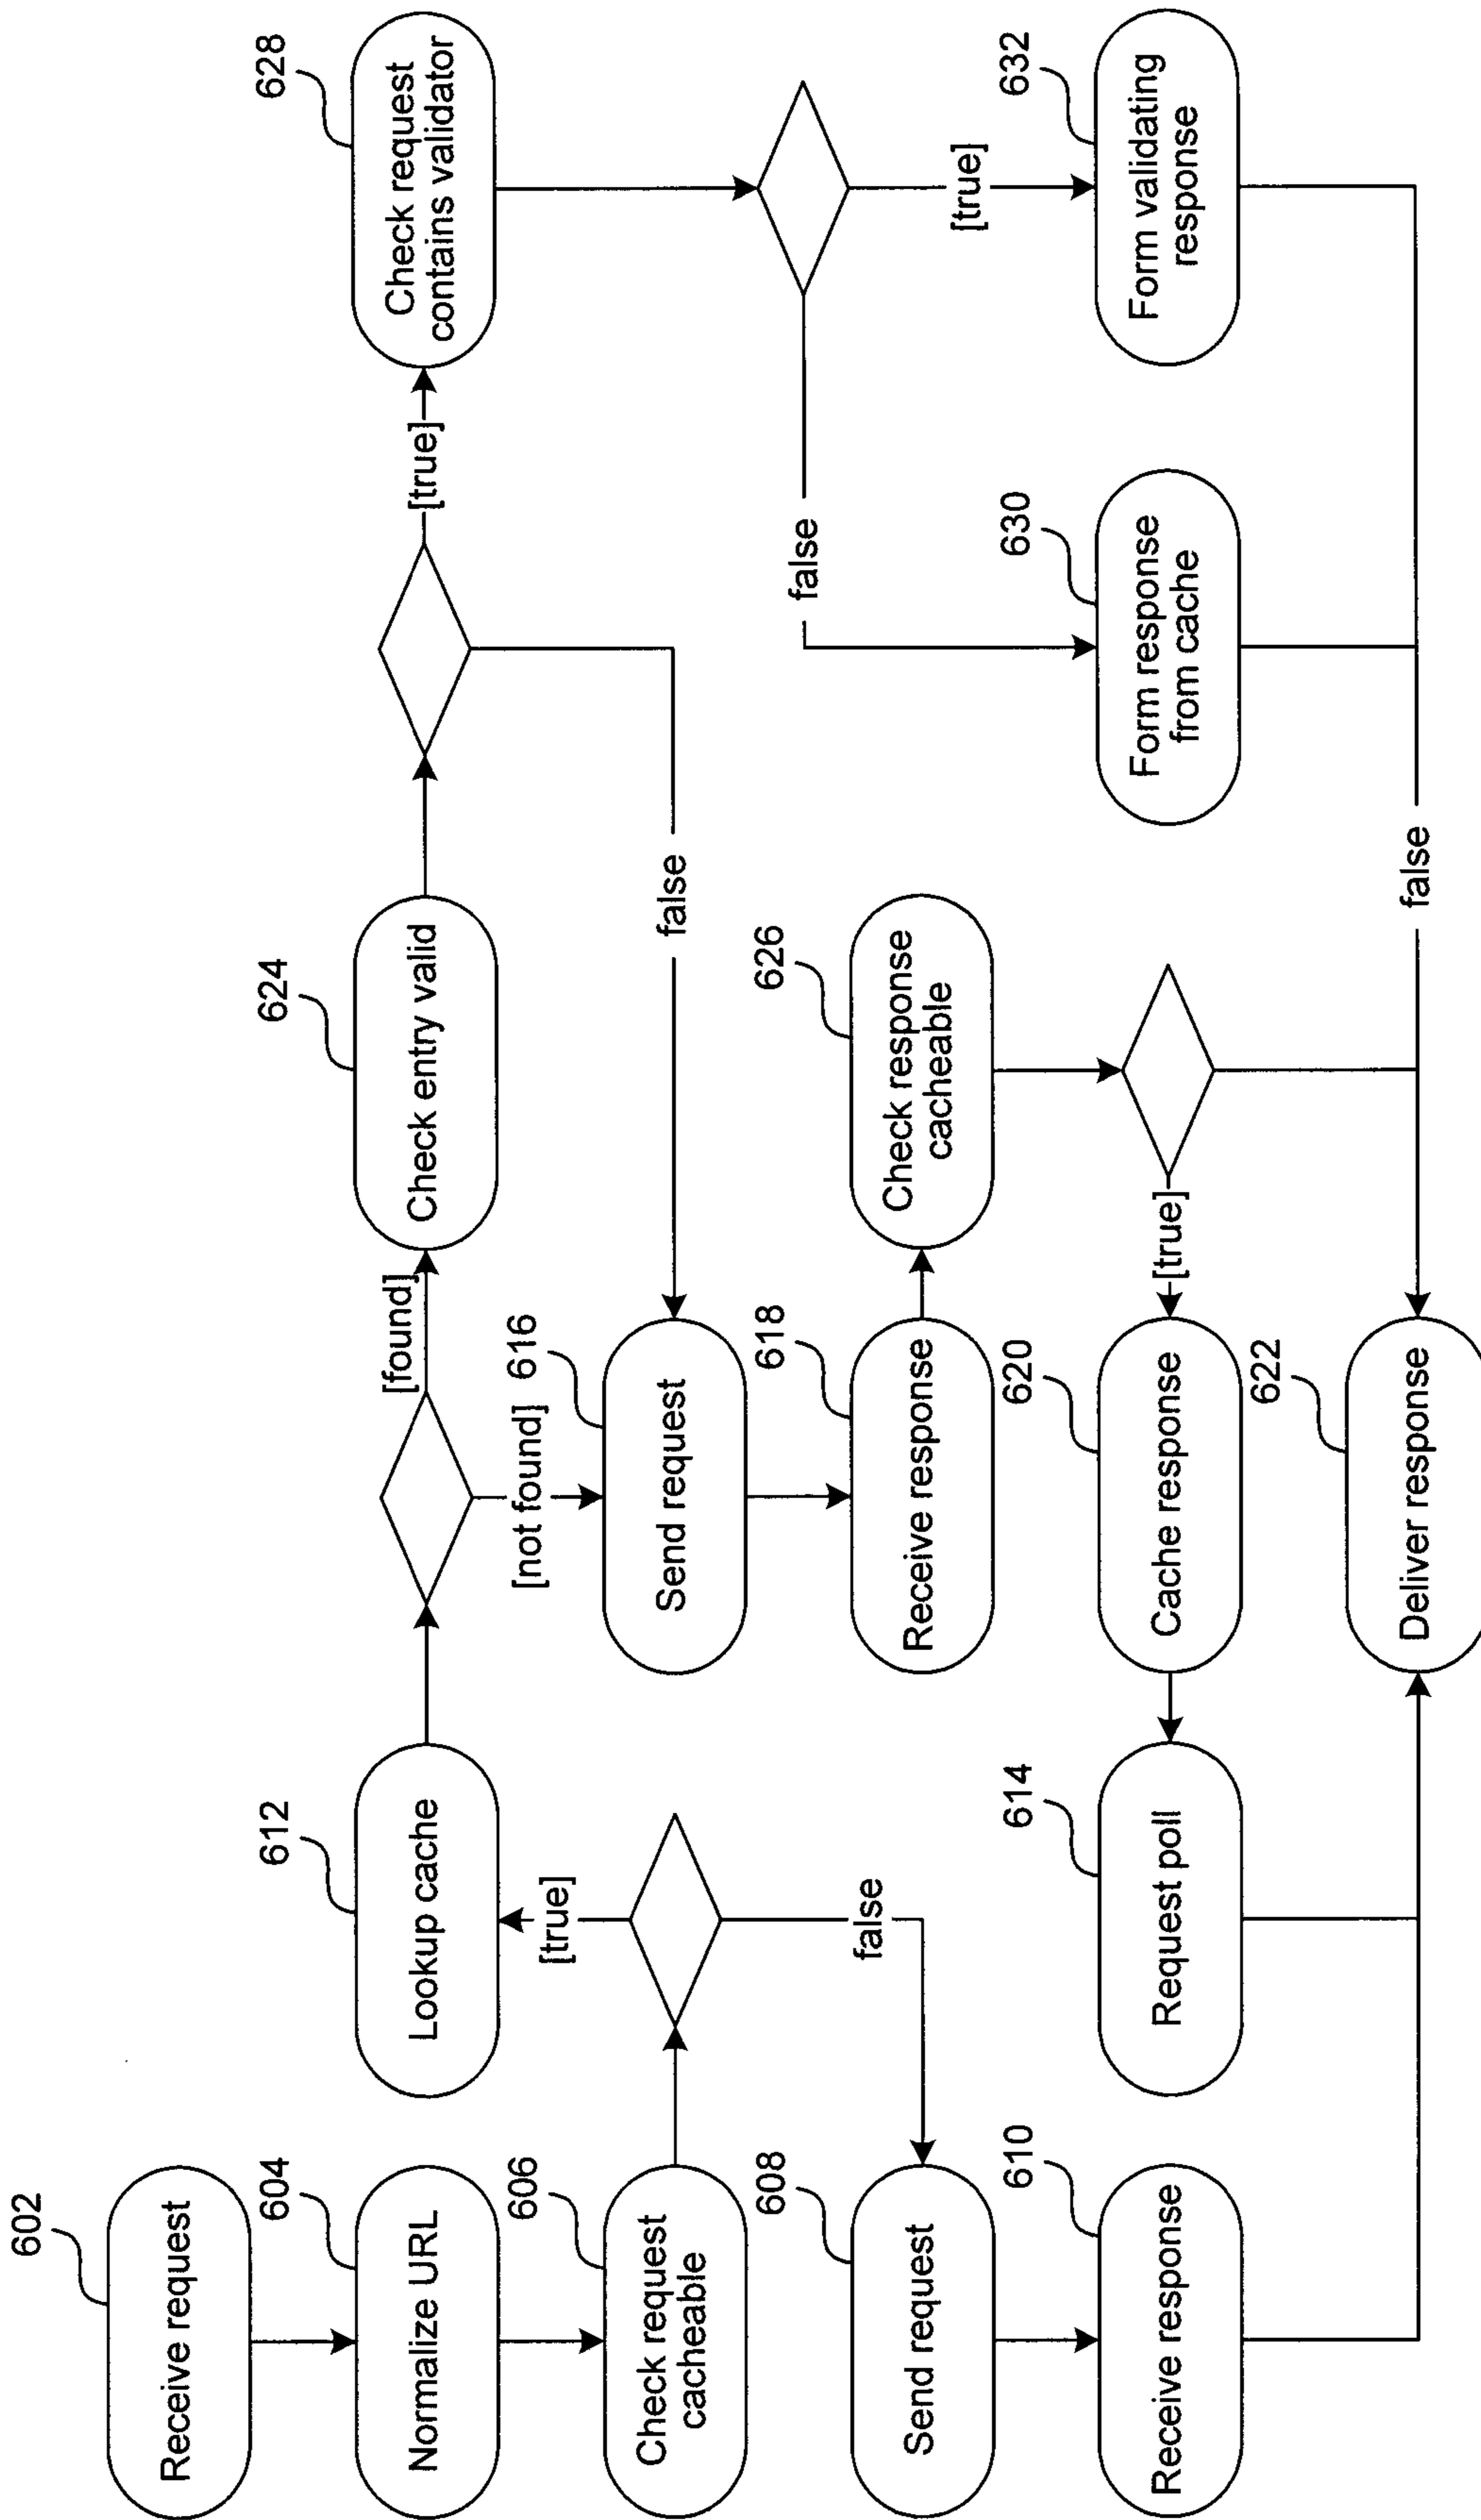 602
Receive request
604
Normalize URL
606
Check request
cacheable
608
Send request
610
Receive response
612
Lookup cache
[true]
false
614
Request poll
[found]
[not found]
616
Send request
618
Receive response
620
Cache response
622
Deliver response
624
Check entry valid
false
626
Check response
cacheable
[true]
false
[true]
628
Check request
contains validator
false
[true]
630
Form response
from cache
632
Form validating
response